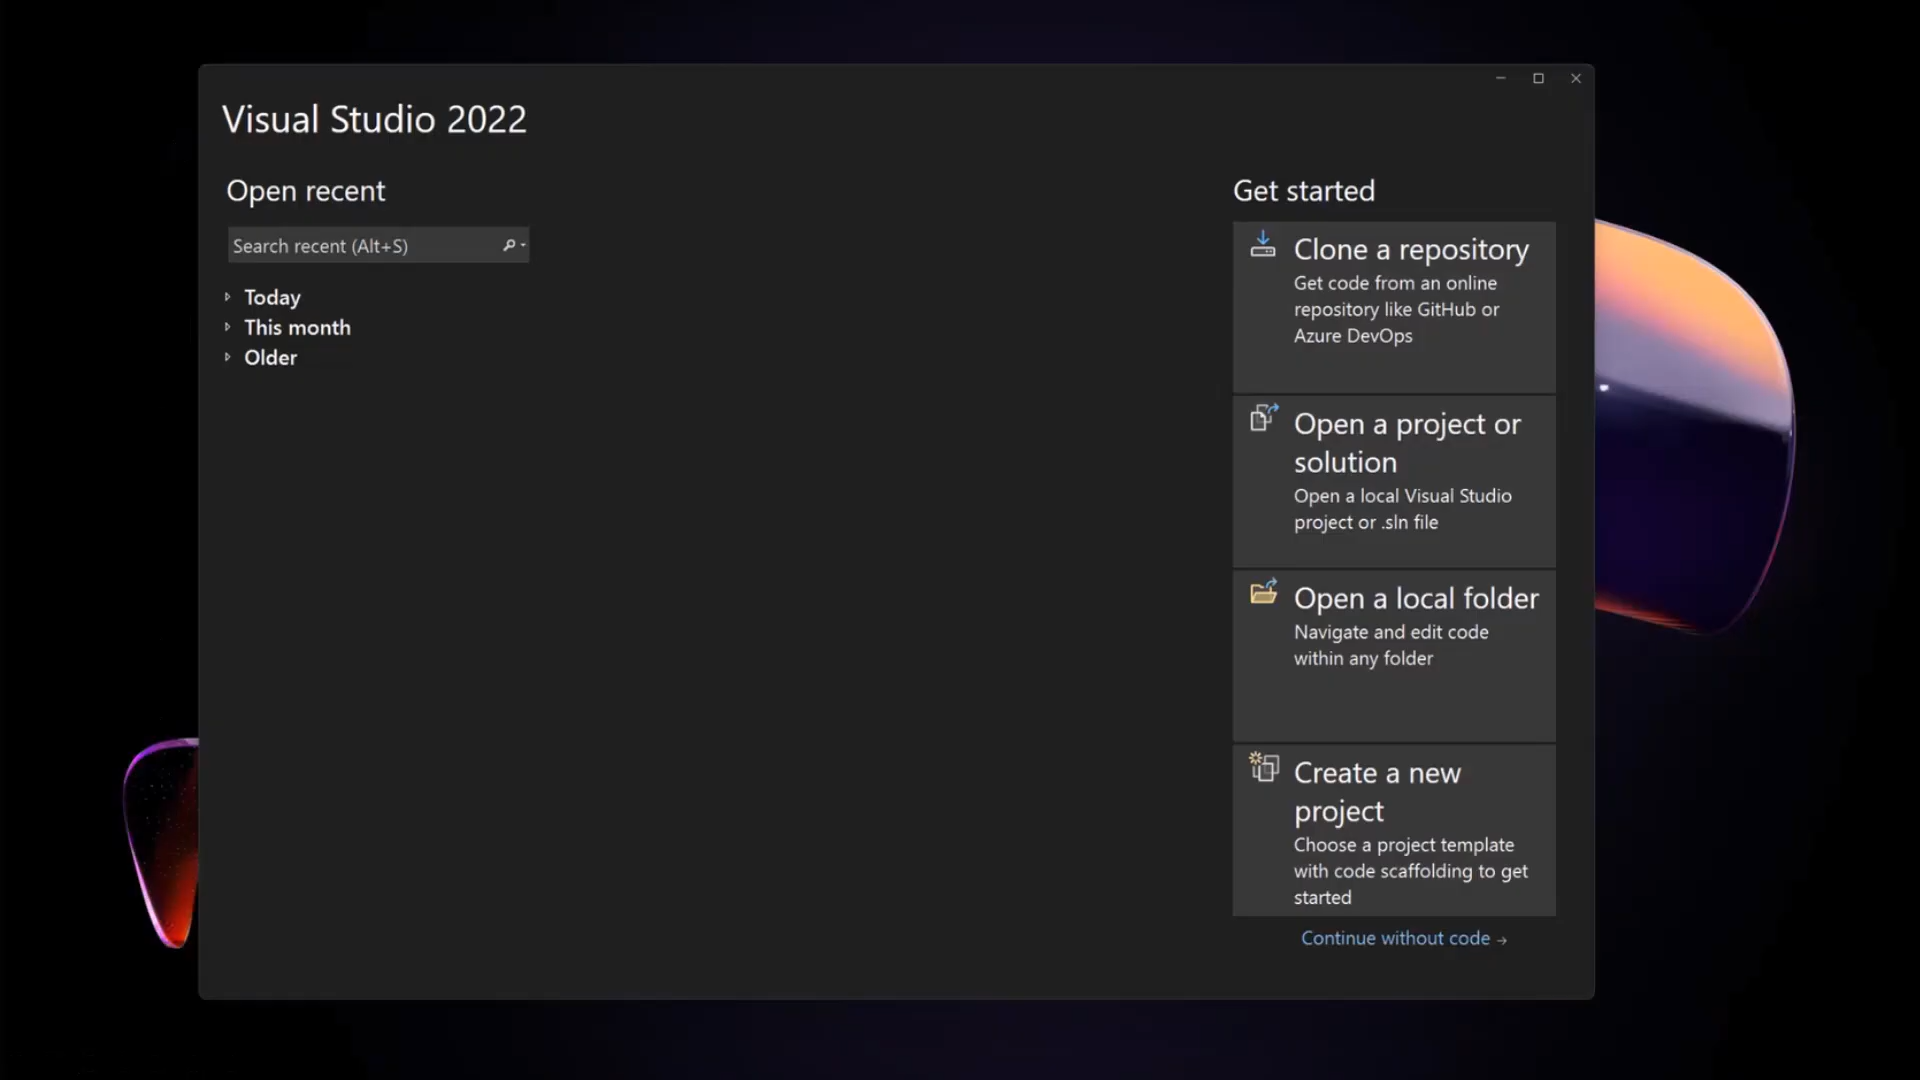 Visual Studio 2022
Open recent
Search recent (Alt+S)
Today
This month
Older
Get started
Clone a repository
Get code from an online
repository like GitHub or
Azure DevOps
Open a project or
solution
Open a local Visual Studio
project or .sln file
Open a local folder
Navigate and edit code
within any folder
Create a new
project
Choose a project template
with code scaffolding to get
started
Continue without code →